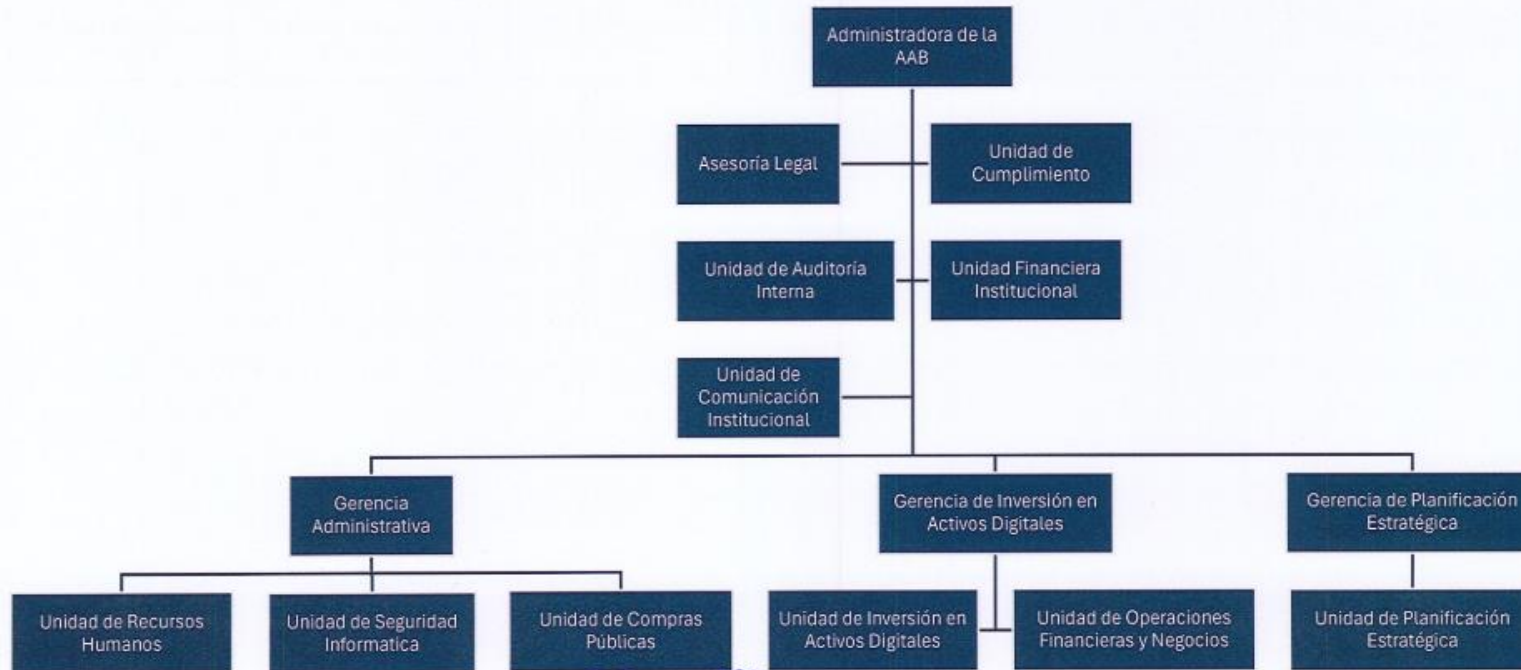 Administradora de la
AAB
Asesoría Legal
Unidad de
Cumplimiento
Unidad de Auditoría
Interna
Unidad Financiera
Institucional
Unidad de
Comunicación
Institucional
Gerencia
Administrativa
Gerencia de Inversión en
Activos Digitales
Gerencia de Planificación
Estratégica
Unidad de Recursos
Humanos
Unidad de Seguridad
Informatica
Unidad de Compras
Públicas
Unidad de Inversión en
Activos Digitales
Unidad de Operaciones
Financieras y Negocios
Unidad de Planificación
Estratégica